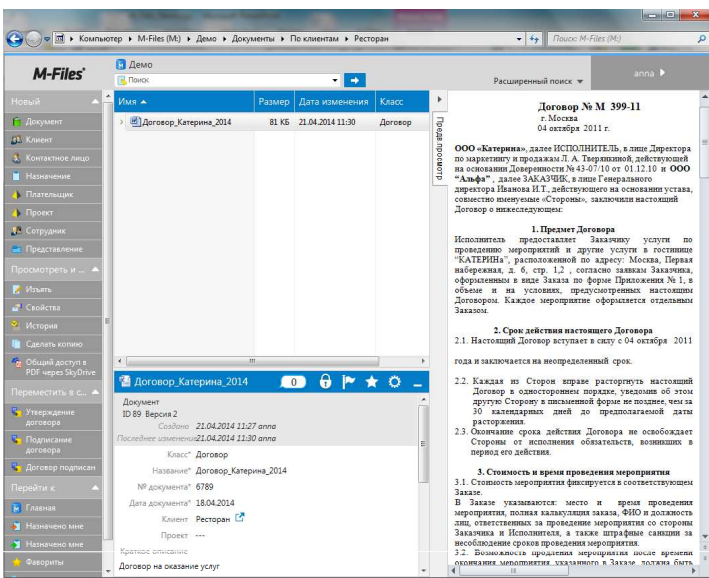 Компьютер ▸ M-Files (M:) ▸ Демо ▸ Документы ▸ По клиентам ▸ Ресторан
Поиск: M-Files (M:)
M-Files
Демо
Поиск
Расширенный поиск
anna
Новый
Документ
Клиент
Контактное лицо
Назначение
Плательщик
Проект
Сотрудник
Представление
Просмотреть и ...
Изъять
Свойства
История
Сделать копию
Общий доступ в
PDF через SkyDrive
Переместить в с...
Утверждение
договора
Подписание
договора
Договор подписан
Перейти к
Главная
Назначено мне
Назначено мне
Фавориты
Имя Размер Дата изменения Класс
Договор_Катерина_2014 81 КБ 21.04.2014 11:30 Договор
Предв.просмотр
Договор_Катерина_2014 0
Документ
ID 89 Версия 2
Создано 21.04.2014 11:27 anna
Последнее изменение 21.04.2014 11:30 anna
Класс* Договор
Название* Договор_Катерина_2014
№ документа* 6789
Дата документа* 18.04.2014
Клиент Ресторан
Проект ---
Краткое описание
Договор на оказание услуг
Договор № М 399-11
г. Москва
04 октября 2011 г.
ООО «Катерина», далее ИСПОЛНИТЕЛЬ, в лице Директора
по маркетингу и продажам Л. А. Тверяхиной, действующей
на основании Доверенности № 43-07/10 от 01.12.10 и ООО
“Альфа” , далее ЗАКАЗЧИК, в лице Генерального
директора Иванова И.Т., действующего на основании устава,
совместно именуемые «Стороны», заключили настоящий
Договор о нижеследующем:
1. Предмет Договора
Исполнитель предоставляет Заказчику услуги по
проведению мероприятий и другие услуги в гостинице
“КАТЕРИНа”, расположенной по адресу: Москва, Первая
набережная, д. 6, стр. 1,2 , согласно заявкам Заказчика,
оформленным в виде Заказа по форме Приложения № 1, в
объеме и на условиях, предусмотренных настоящим
Договором. Каждое мероприятие оформляется отдельным
Заказом.
2. Срок действия настоящего Договора
2.1. Настоящий Договор вступает в силу с 04 октября 2011
года и заключается на неопределенный срок.
2.2. Каждая из Сторон вправе расторгнуть настоящий
Договор в одностороннем порядке, уведомив об этом
другую Сторону в письменной форме не позднее, чем за
30 календарных дней до предполагаемой даты
расторжения.
2.3. Окончание срока действия Договора не освобождает
Стороны от исполнения обязательств, возникших в
период его действия.
3. Стоимость и время проведения мероприятия
3.1. Стоимость мероприятия фиксируется в соответствующем
Заказе.
В Заказе указываются: место и время проведения
мероприятия, полная калькуляция заказа, ФИО и должность
лиц, ответственных за проведение мероприятия со стороны
Заказчика и Исполнителя, а также штрафные санкции за
несоблюдение сроков проведения мероприятия.
3.2. Возможность продления мероприятия после времени
окончания мероприятия, указанного в Заказе, должна быть